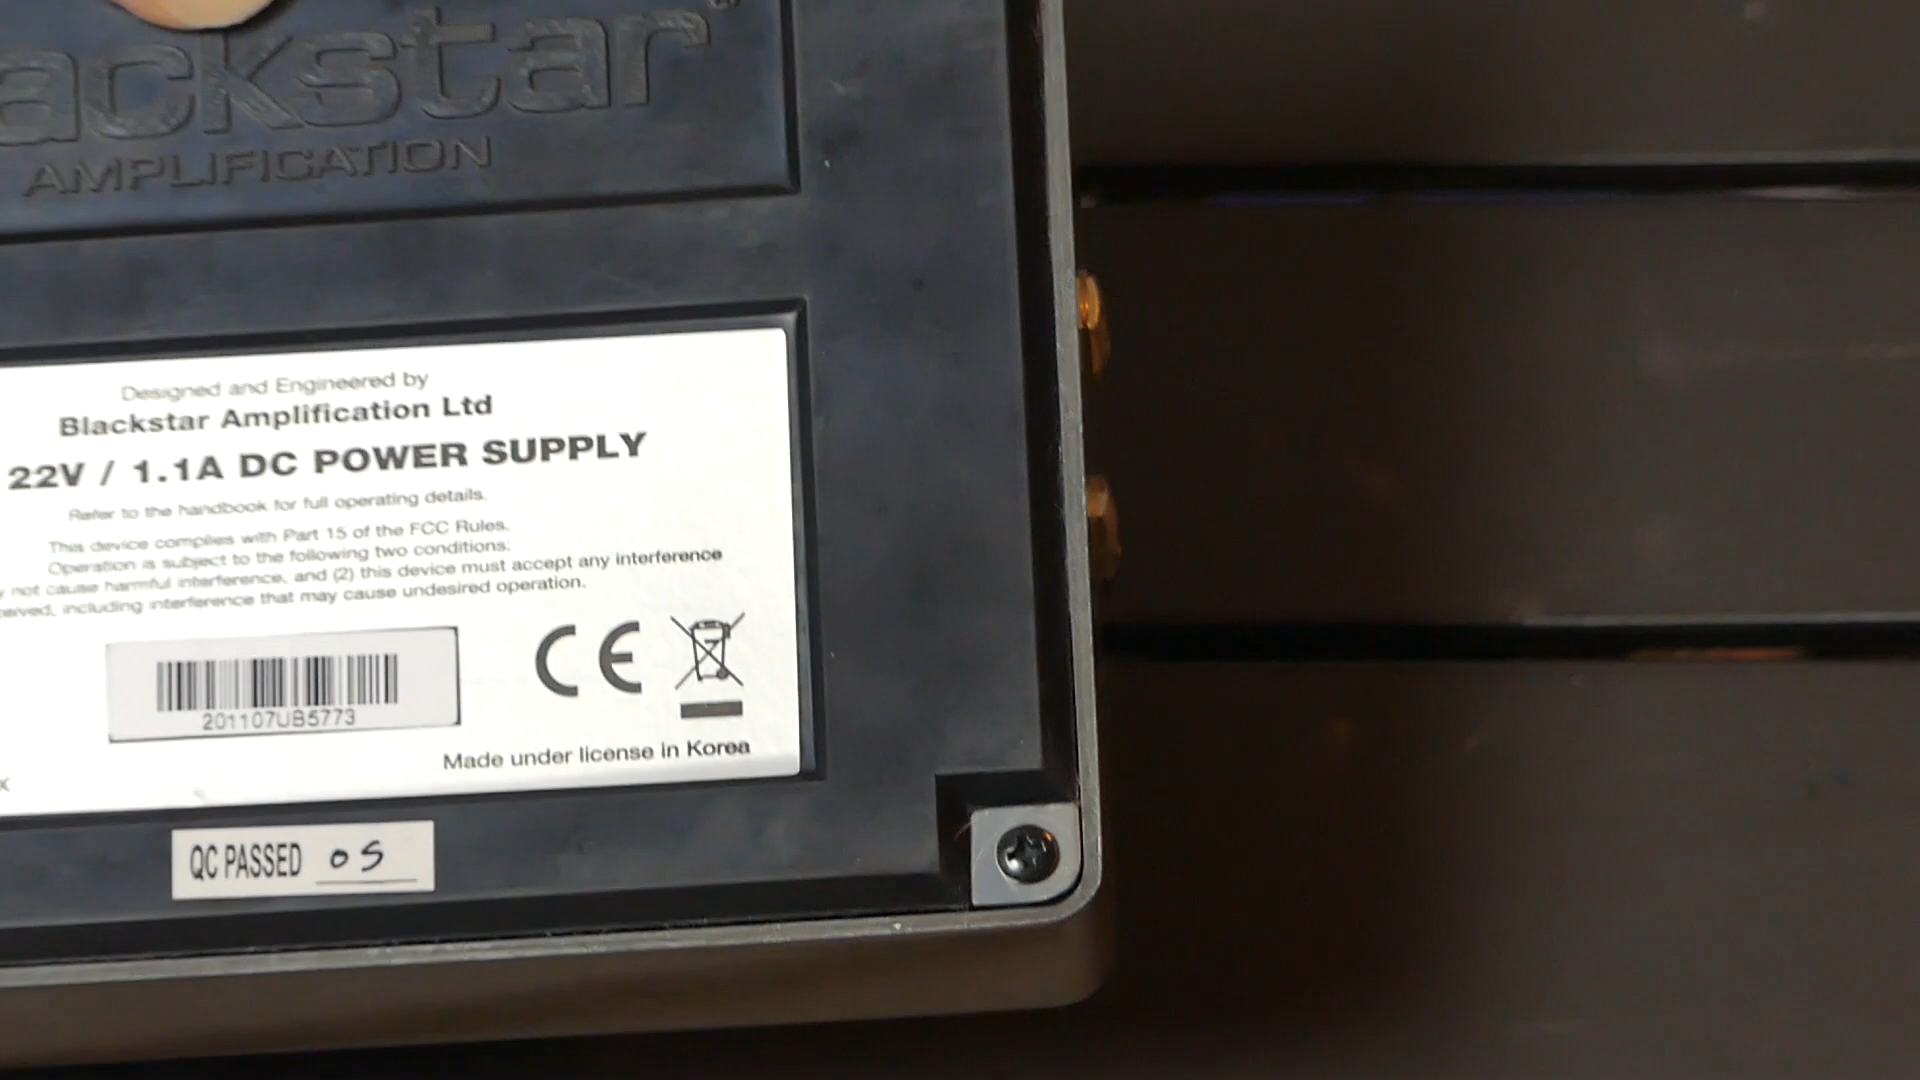 ackstar
AMPLIFICATION
Designed and Engineered by
Blackstar Amplification Ltd
22V / 1.1A DC POWER SUPPLY
Refer to the handbook for full operating details.
This device complies with Part 15 of the FCC Rules.
Operation is subject to the following two conditions:
not cause harmful interference, and (2) this device must accept any interference
including interference that may cause undesired operation.
CE
201107UB5773
Made under license in Korea
QC PASSED OS